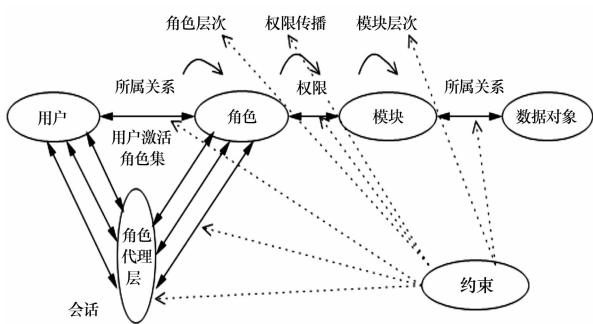 角色层次 权限传播 模块层次
所属关系 权限 所属关系
用户 角色 模块 数据对象
用户激活
角色集
角色
代理
层
约束
会话